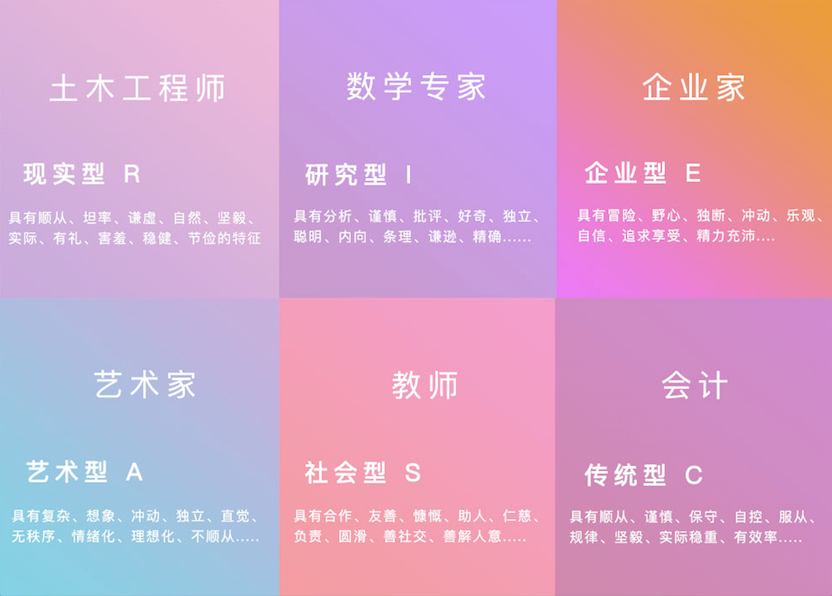 土木工程师
现实型 R
具有顺从、坦率、谦虚、自然、坚毅、
实际、有礼、害羞、稳健、节俭的特征
数学专家
研究型 I
具有分析、谨慎、批评、好奇、独立、
聪明、内向、条理、谦逊、精确......
企业家
企业型 E
具有冒险、野心、独断、冲动、乐观、
自信、追求享受、精力充沛....
艺术家
艺术型 A
具有复杂、想象、冲动、独立、直觉、
无秩序、情绪化、理想化、不顺从.....
教师
社会型 S
具有合作、友善、慷慨、助人、仁慈、
负责、圆滑、善社交、善解人意.....
会计
传统型 C
具有顺从、谨慎、保守、自控、服从、
规律、坚毅、实际稳重、有效率.....